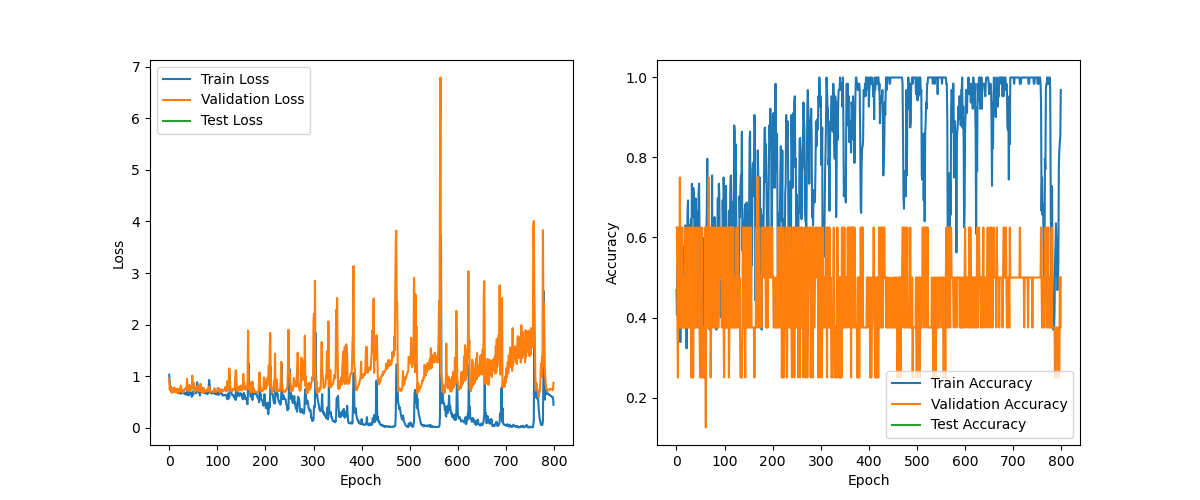 Train Loss
Validation Loss
Test Loss
7
6
5
4
3
2
1
0
Loss
0 100 200 300 400 500 600 700 800
Epoch
1.0
0.8
0.6
0.4
0.2
Accuracy
Train Accuracy
Validation Accuracy
Test Accuracy
0 100 200 300 400 500 600 700 800
Epoch